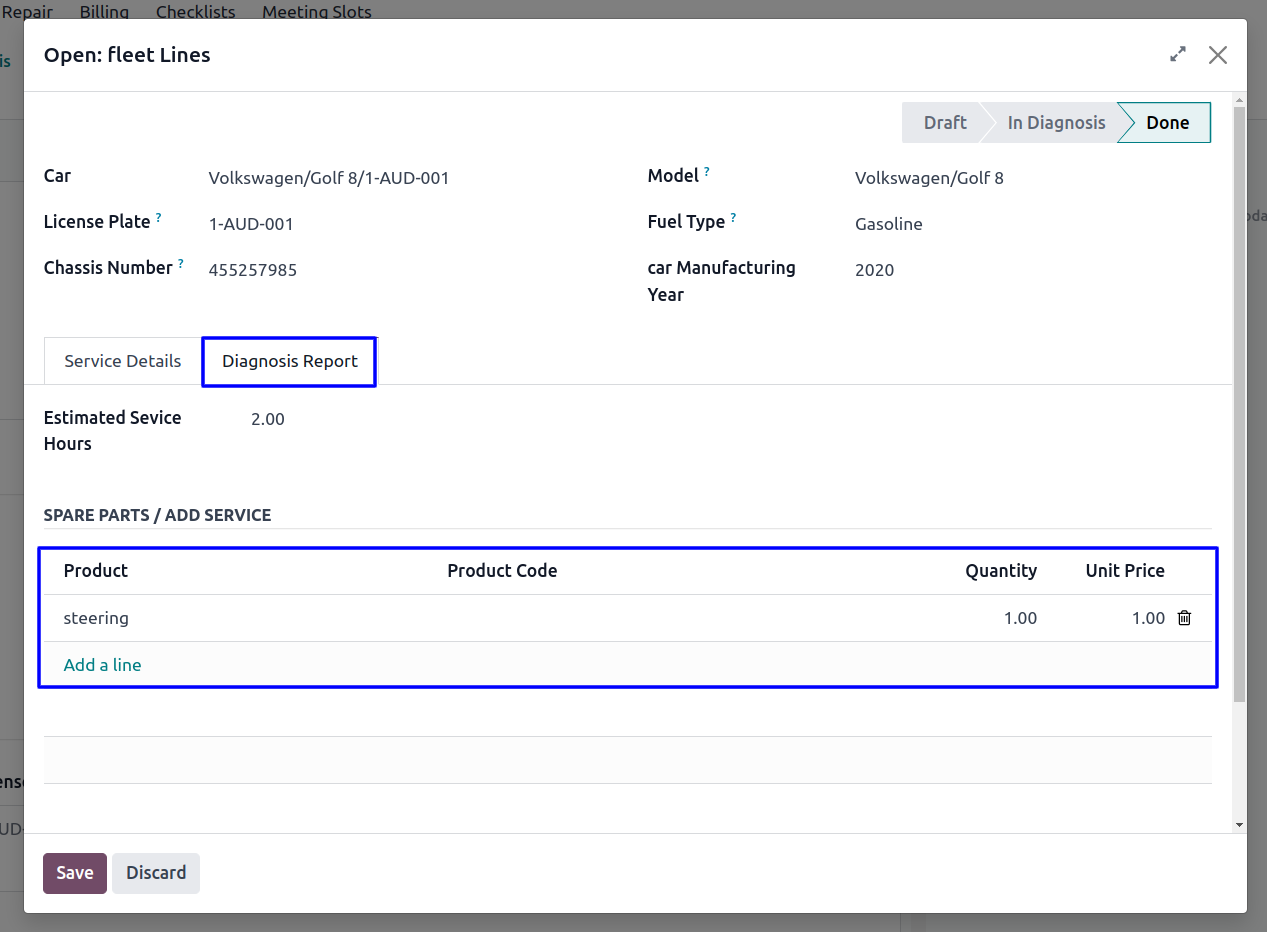 Repair Billing Checklists Meeting Slots
Open: fleet Lines
is
Draft In Diagnosis Done
Car Volkswagen/Golf 8/1-AUD-001 Model ? Volkswagen/Golf 8
License Plate ? 1-AUD-001 Fuel Type ? Gasoline
Chassis Number ? 455257985 car Manufacturing Year 2020
Service Details Diagnosis Report
Estimated Sevice
Hours 2.00
SPARE PARTS / ADD SERVICE
Product Product Code Quantity Unit Price
steering 1.00 1.00
Add a line
UD-
Save Discard